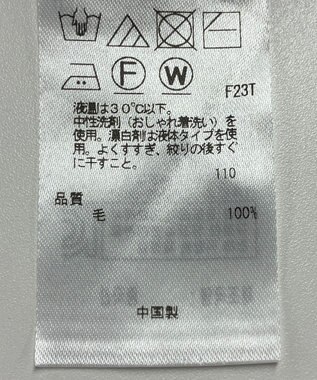 F W F23T
液温は30℃以下。
中性洗剤（おしゃれ着洗い）を
使用。漂白剤は液体タイプを使
用。よくすすぎ、絞りの後すぐ
に干すこと。
110
品質
毛 100%
中国製